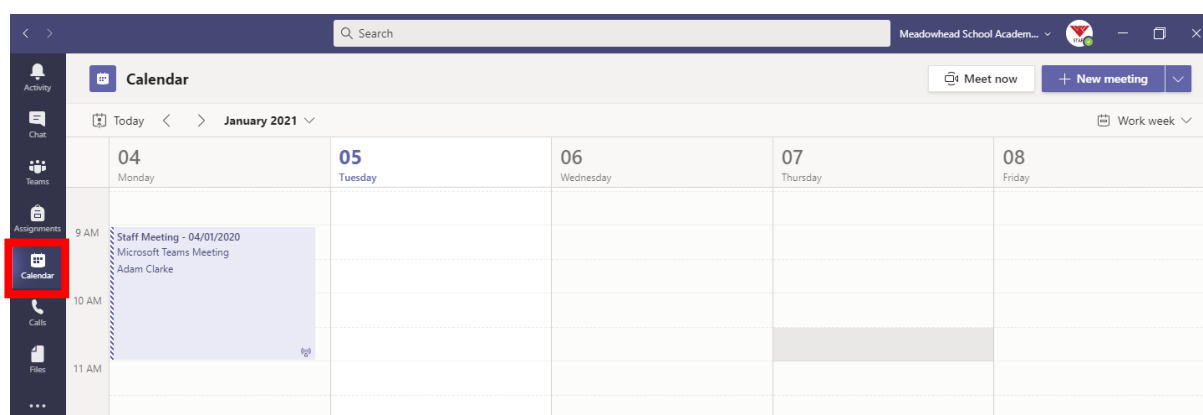 Search
Meadowhead School Academ...
Activity
Calendar
Meet now
New meeting
Chat
Today
January 2021
Work week
Teams
04
Monday
05
Tuesday
06
Wednesday
07
Thursday
08
Friday
Assignments
9 AM
Staff Meeting - 04/01/2020
Microsoft Teams Meeting
Adam Clarke
Calendar
10 AM
Calls
Files
11 AM